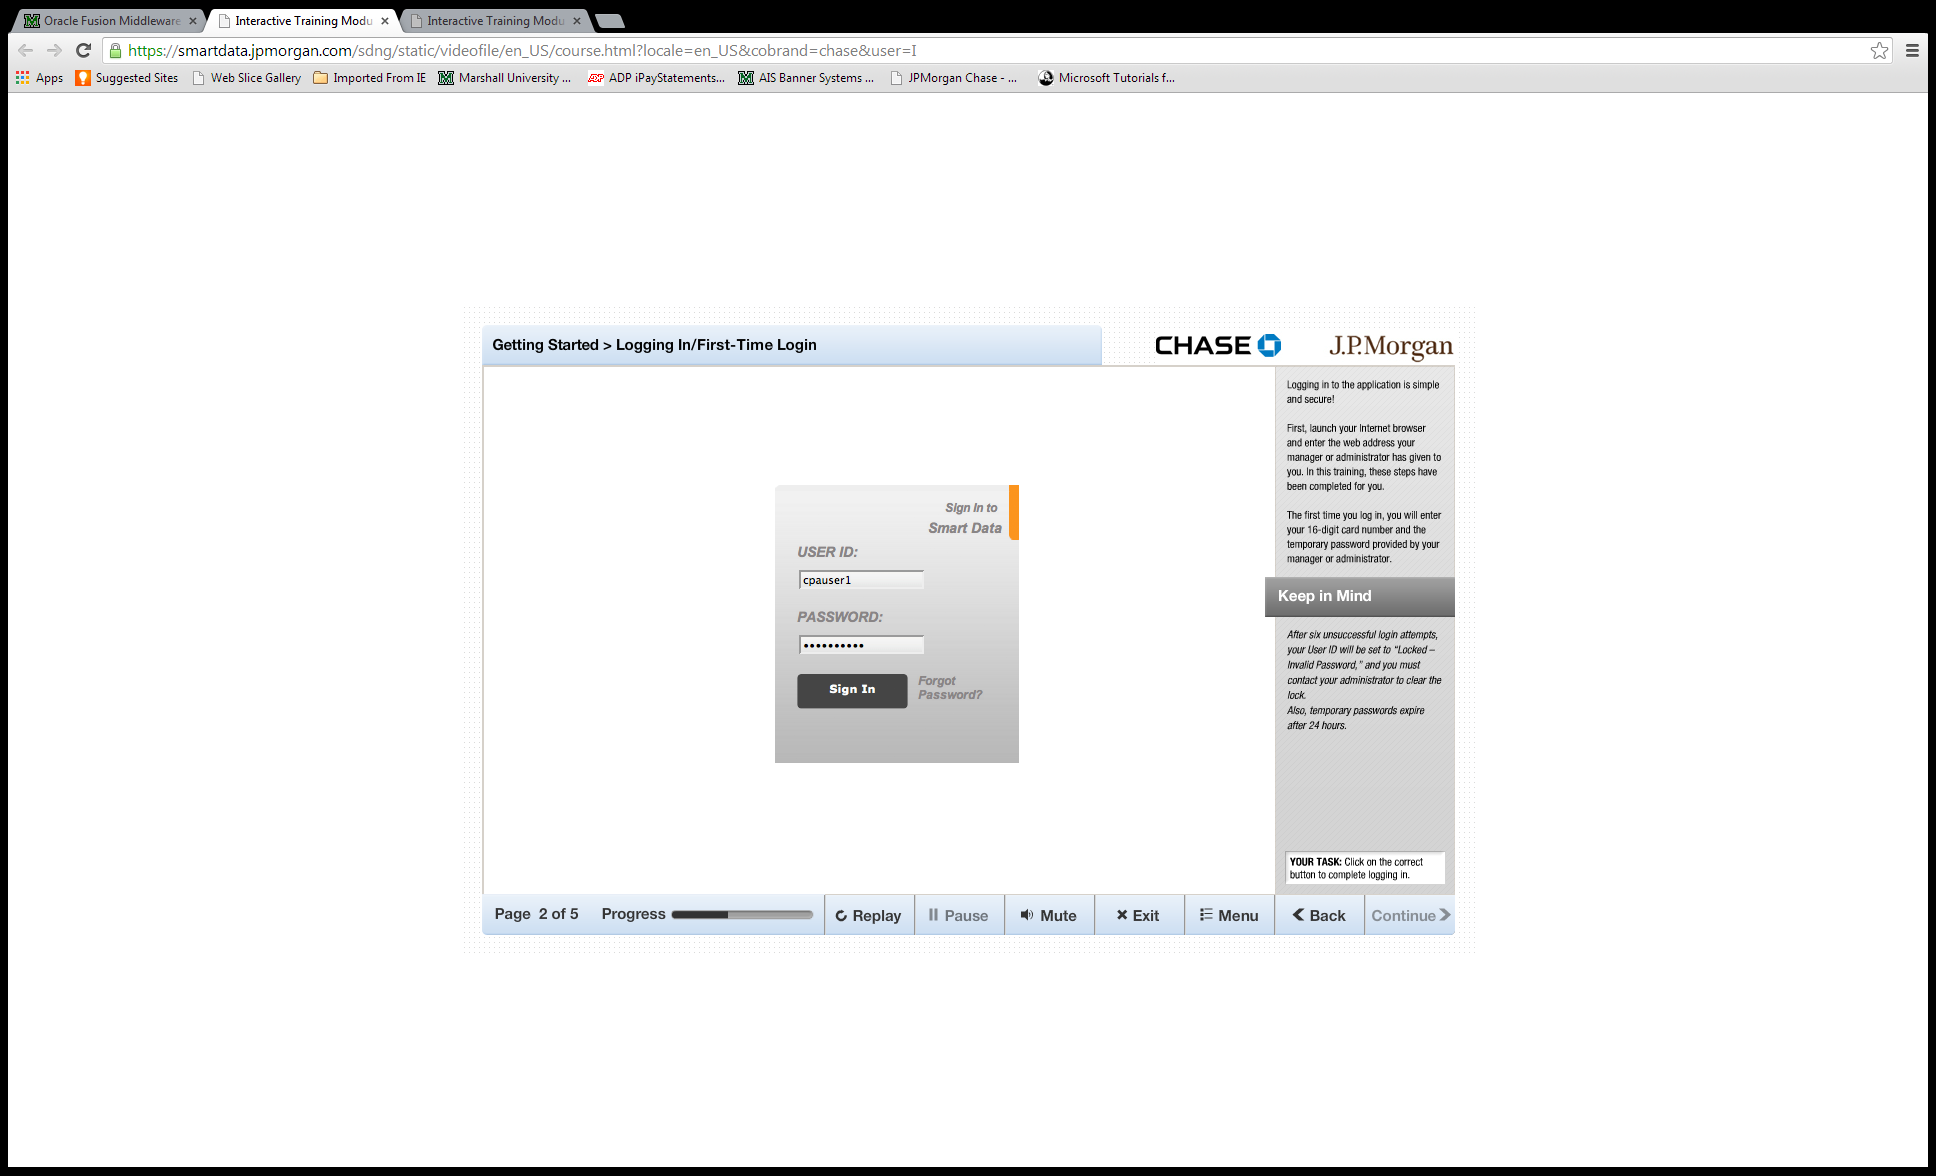 Oracle Fusion Middleware
Interactive Training Modu
Interactive Training Modu
https://smartdata.jpmorgan.com/sdng/static/videofile/en_US/course.html?locale=en_US&cobrand=chase&user=I
Apps Suggested Sites Web Slice Gallery Imported From IE Marshall University ... ADP iPayStatements... AIS Banner Systems ... JPMorgan Chase - ... Microsoft Tutorials f...
Getting Started > Logging In/First-Time Login
CHASE J.P.Morgan
Sign In to
Smart Data
USER ID:
cpauser1
PASSWORD:
••••••••••
Sign In
Forgot
Password?
Logging in to the application is simple
and secure!
First, launch your Internet browser
and enter the web address your
manager or administrator has given to
you. In this training, these steps have
been completed for you.
The first time you log in, you will enter
your 16-digit card number and the
temporary password provided by your
manager or administrator.
Keep in Mind
After six unsuccessful login attempts,
your User ID will be set to “Locked –
Invalid Password,” and you must
contact your administrator to clear the
lock.
Also, temporary passwords expire
after 24 hours.
YOUR TASK: Click on the correct
button to complete logging in.
Page 2 of 5 Progress Replay Pause Mute Exit Menu Back Continue